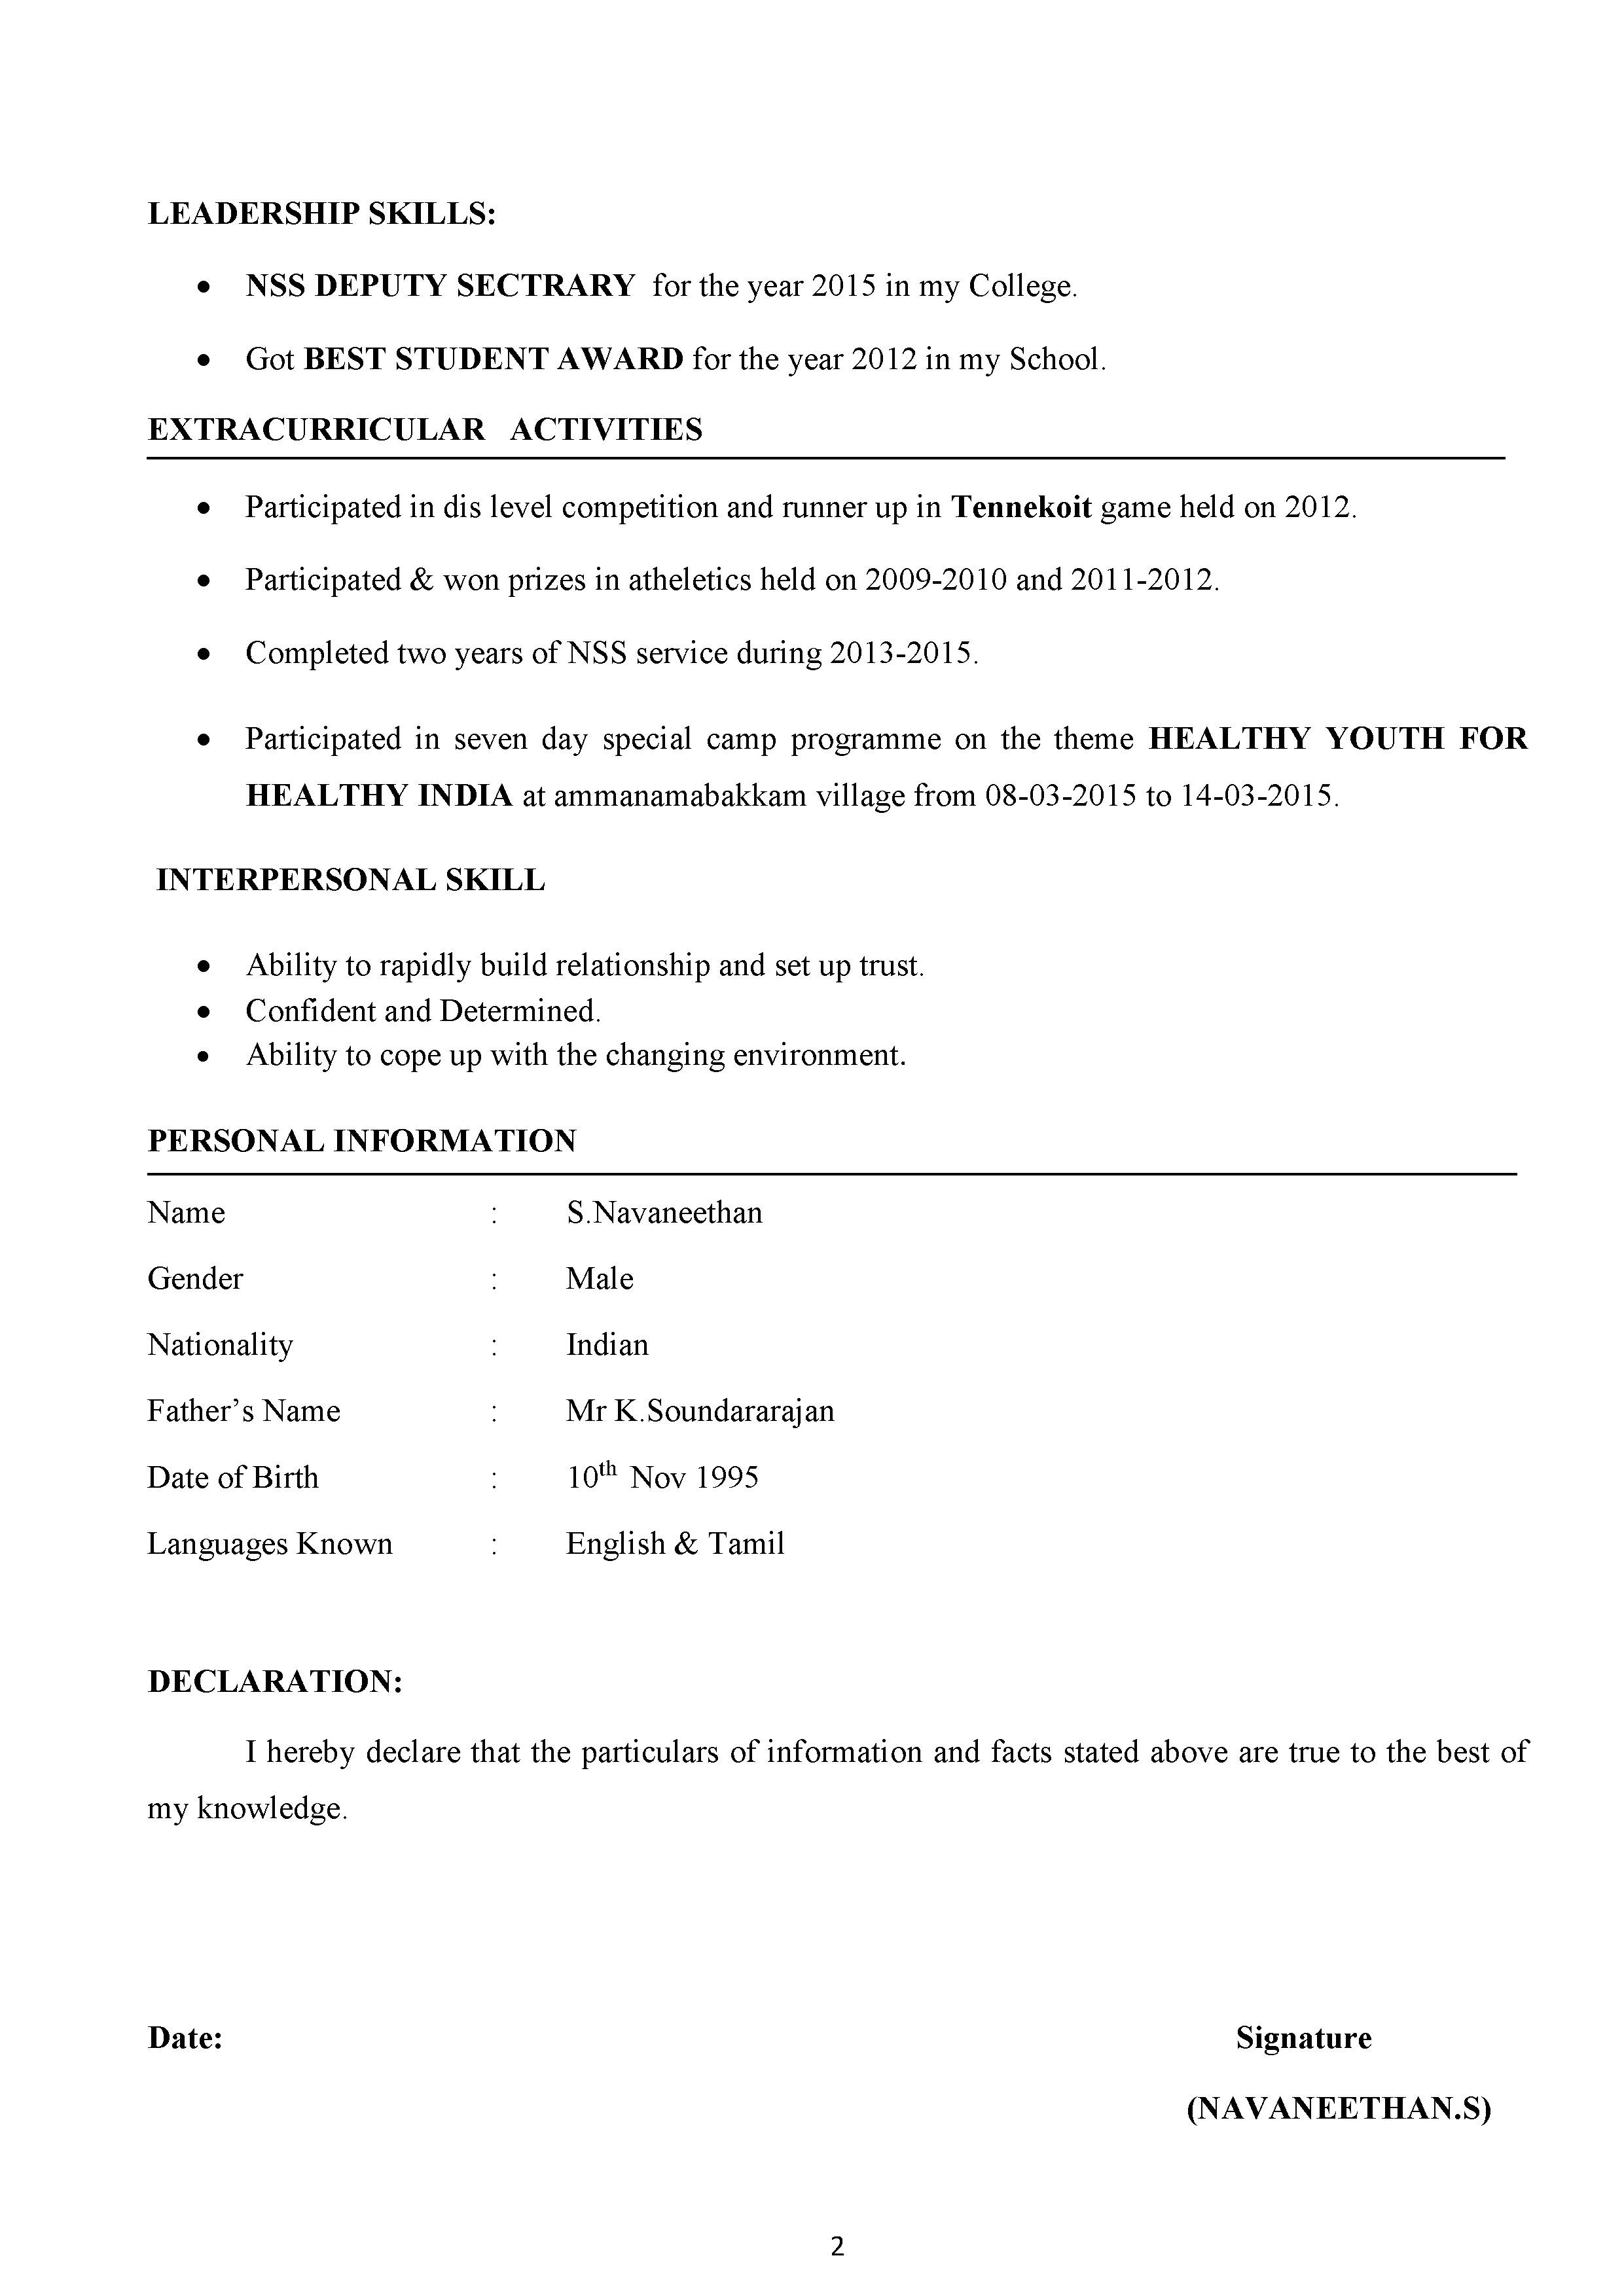 LEADERSHIP SKILLS:
• NSS DEPUTY SECTRARY for the year 2015 in my College.
• Got BEST STUDENT AWARD for the year 2012 in my School.
EXTRACURRICULAR ACTIVITIES
• Participated in dis level competition and runner up in Tennekoit game held on 2012.
• Participated & won prizes in atheletics held on 2009-2010 and 2011-2012.
• Completed two years of NSS service during 2013-2015.
• Participated in seven day special camp programme on the theme HEALTHY YOUTH FOR
HEALTHY INDIA at ammanamabakkam village from 08-03-2015 to 14-03-2015.
INTERPERSONAL SKILL
• Ability to rapidly build relationship and set up trust.
• Confident and Determined.
• Ability to cope up with the changing environment.
PERSONAL INFORMATION
Name : S.Navaneethan
Gender : Male
Nationality : Indian
Father’s Name : Mr K.Soundararajan
Date of Birth : 10th Nov 1995
Languages Known : English & Tamil
DECLARATION:
I hereby declare that the particulars of information and facts stated above are true to the best of
my knowledge.
Date: Signature
(NAVANEETHAN.S)
2